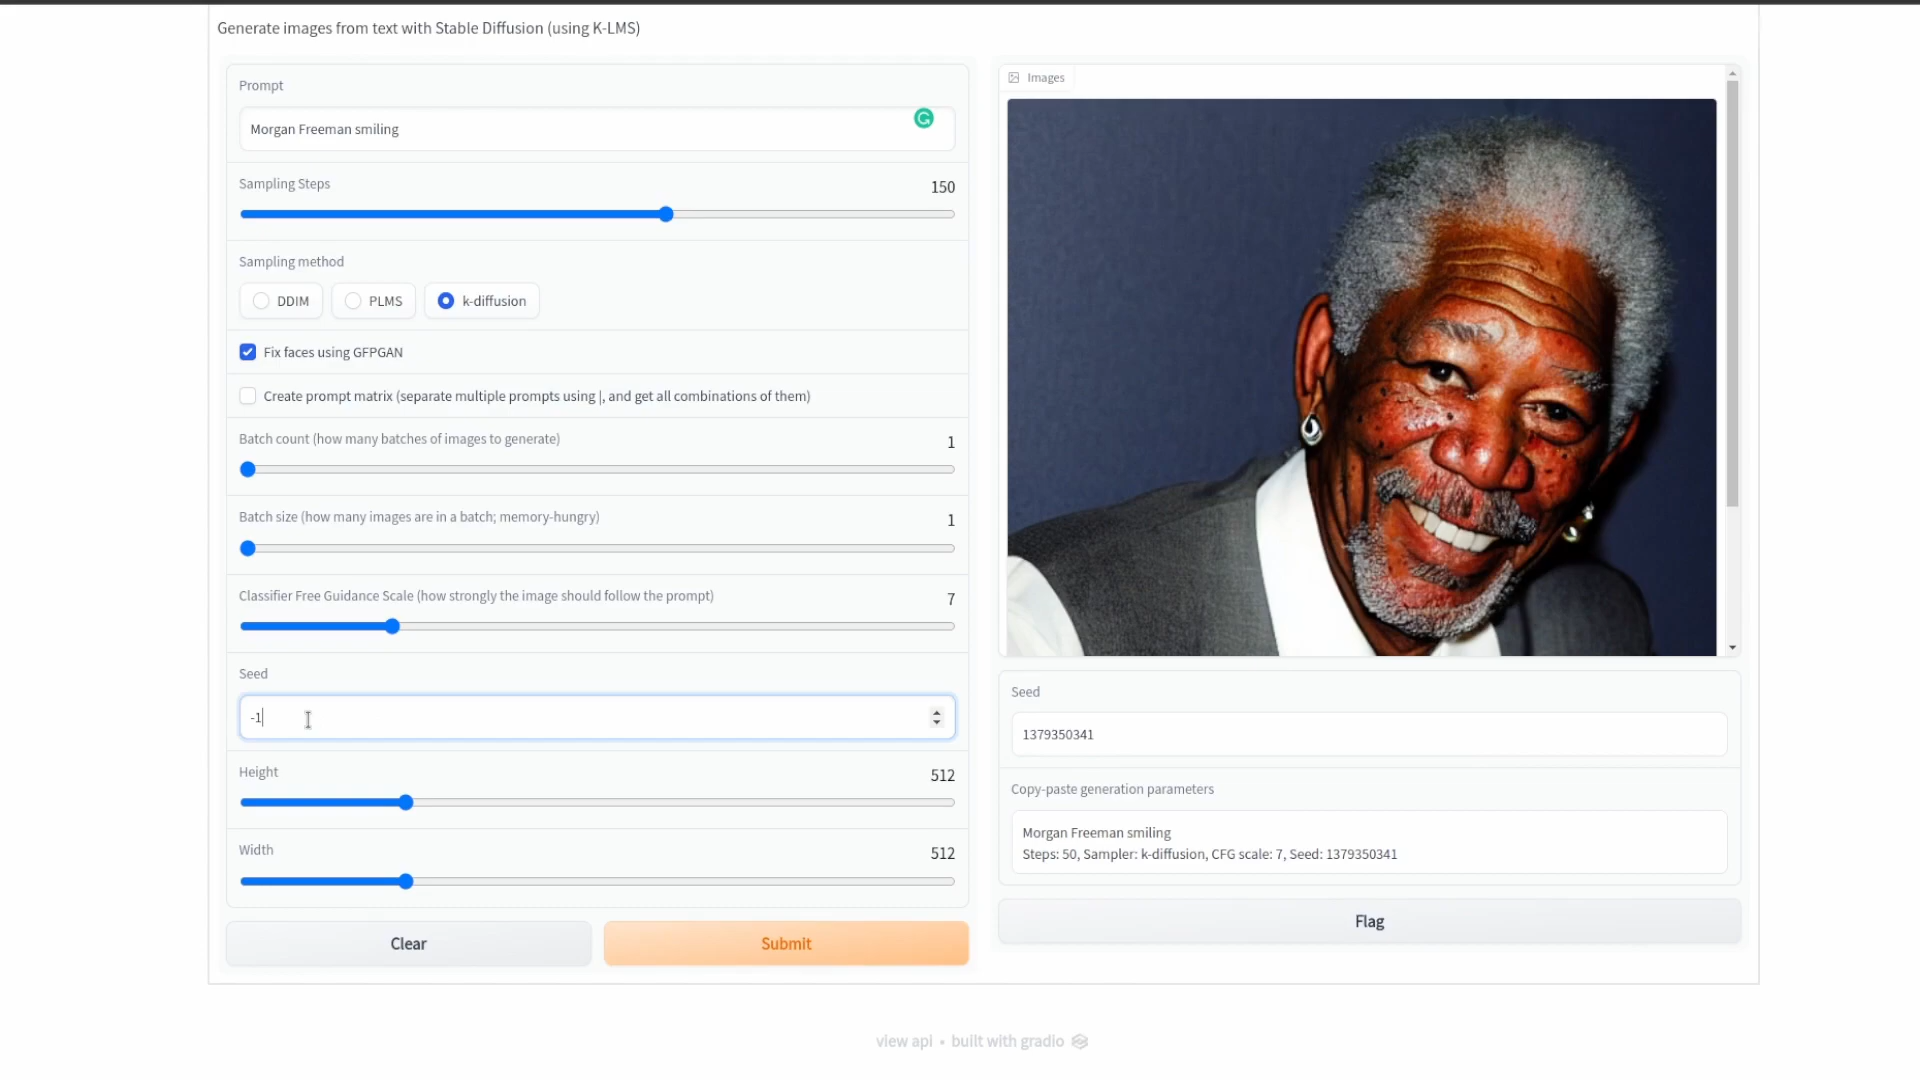 Generate images from text with Stable Diffusion (using K-LMS)
Prompt
Morgan Freeman smiling
Sampling Steps
150
Sampling method
DDIM
PLMS
k-diffusion
Fix faces using GFPGAN
Create prompt matrix (separate multiple prompts using |, and get all combinations of them)
Batch count (how many batches of images to generate)
1
Batch size (how many images are in a batch; memory-hungry)
1
Classifier Free Guidance Scale (how strongly the image should follow the prompt)
7
Seed
-1
Height
512
Width
512
Clear
Submit
Images
Seed
1379350341
Copy-paste generation parameters
Morgan Freeman smiling
Steps: 50, Sampler: k-diffusion, CFG scale: 7, Seed: 1379350341
Flag
view api • built with gradio